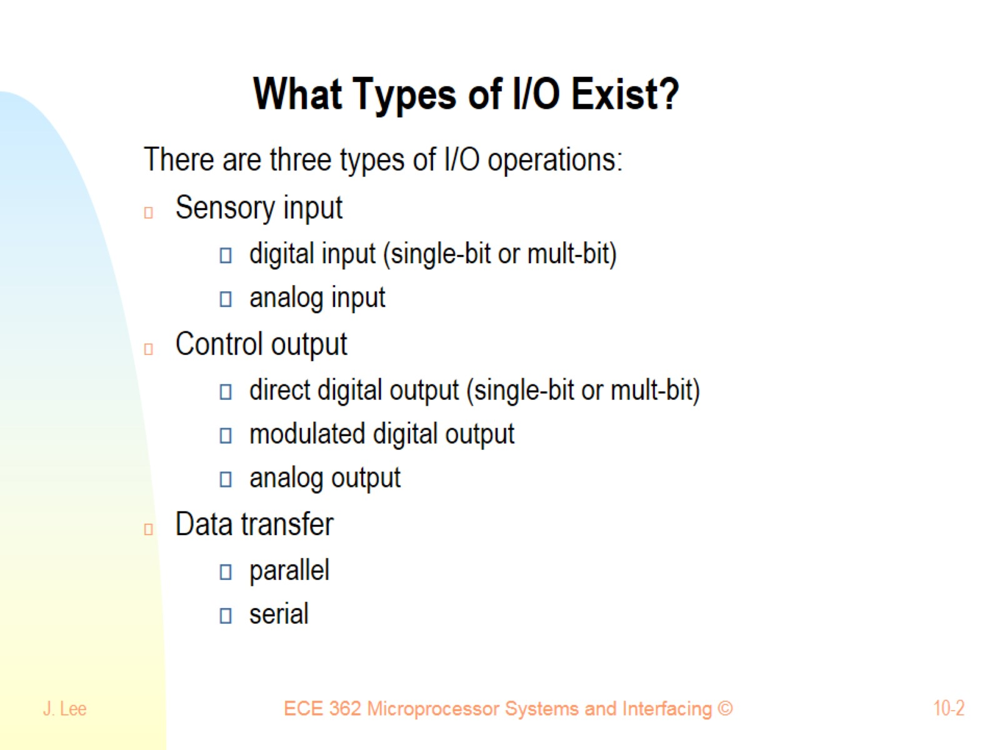 What Types of I/O Exist?
There are three types of I/O operations:
Sensory input
digital input (single-bit or mult-bit)
analog input
Control output
direct digital output (single-bit or mult-bit)
modulated digital output
analog output
Data transfer
parallel
serial
J. Lee
ECE 362 Microprocessor Systems and Interfacing ©
10-2